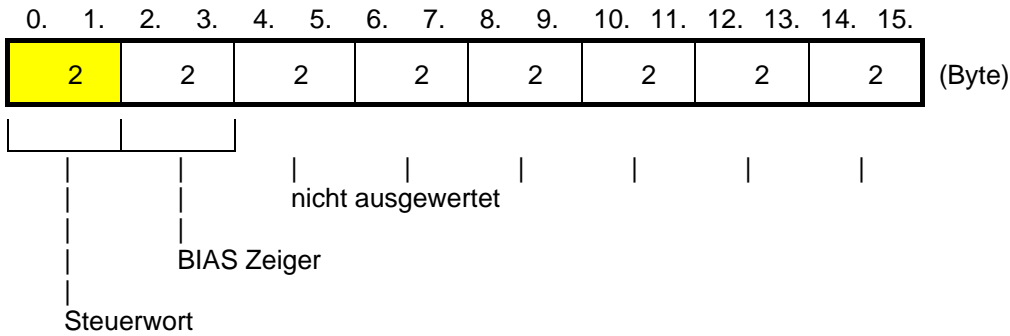 0. 1. 2. 3. 4. 5. 6. 7. 8. 9. 10. 11. 12. 13. 14. 15.
2 2 2 2 2 2 2 2 (Byte)
nicht ausgewertet
BIAS Zeiger
Steuerwort